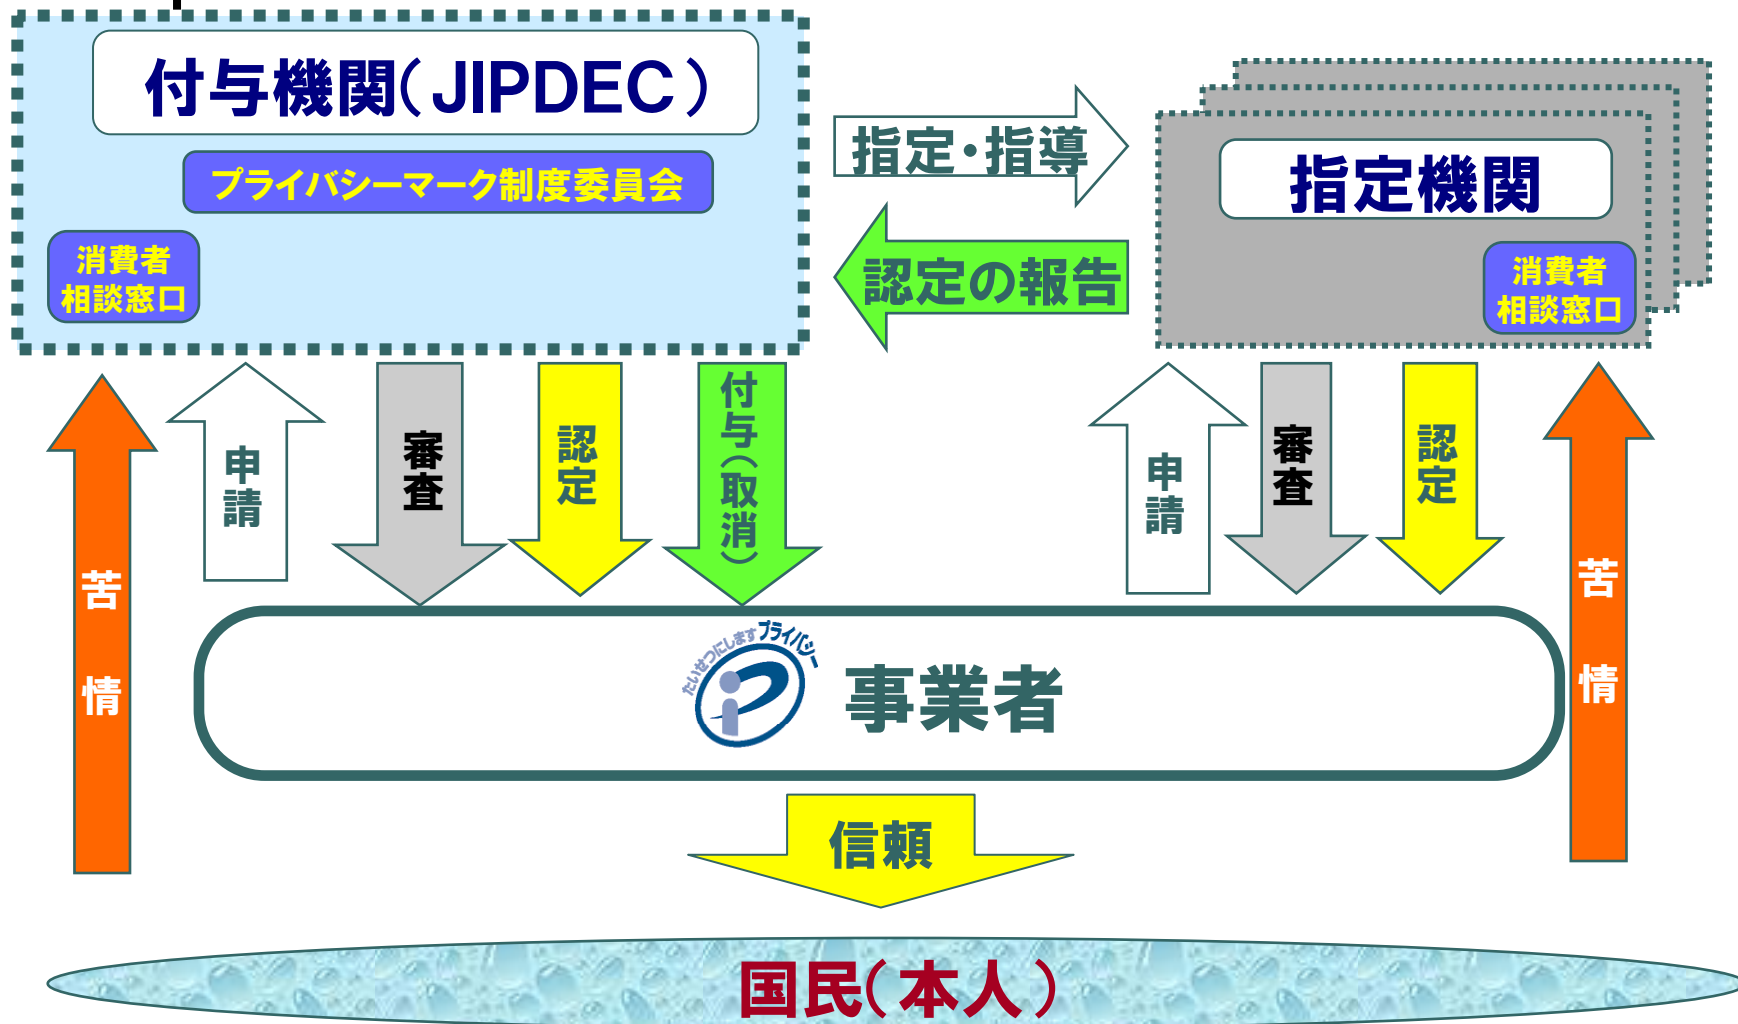 付与機関（JIPDEC）
プライバシーマーク制度委員会
消費者
相談窓口
指定・指導
認定の報告
指定機関
消費者
相談窓口
苦情
申請
審査
認定
付与（取消）
申請
審査
認定
苦情
たいせつにしますプライバシー
事業者
信頼
国民（本人）